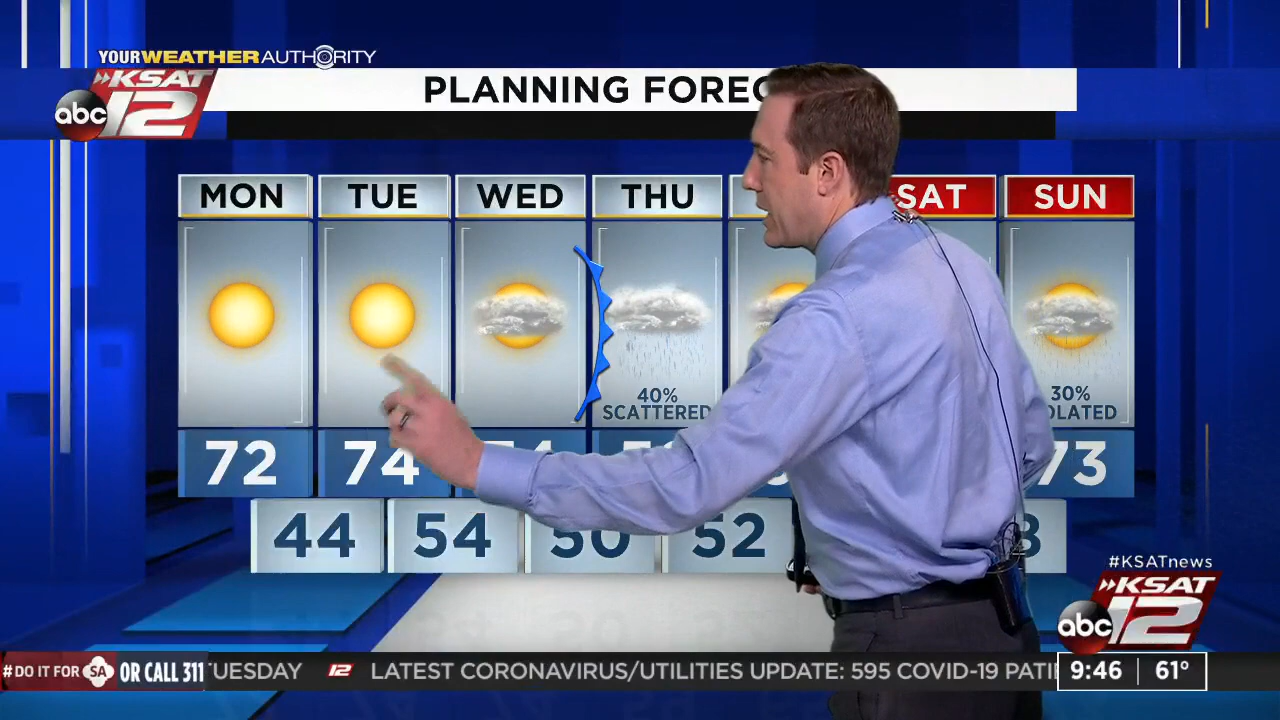 YOURWEATHERAUTHORITY
»KSAT
abc 12
PLANNING FOREC
MON TUE WED THU SAT SUN
40%
SCATTERED
30%
OLATED
72 74 73
44 54 50 52
#KSATnews
»KSAT
abc 12
#DO IT FOR SA OR CALL 311 TUESDAY 12 LATEST CORONAVIRUS/UTILITIES UPDATE: 595 COVID-19 PATI
9:46 61°